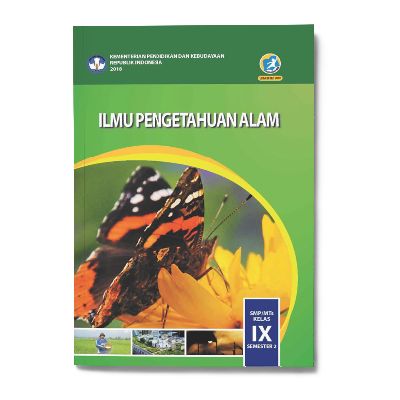 KEMENTERIAN PENDIDIKAN DAN KEBUDAYAAN
REPUBLIK INDONESIA
2018
ILMU PENGETAHUAN ALAM
SMP/MTs
KELAS
IX
SEMESTER 2